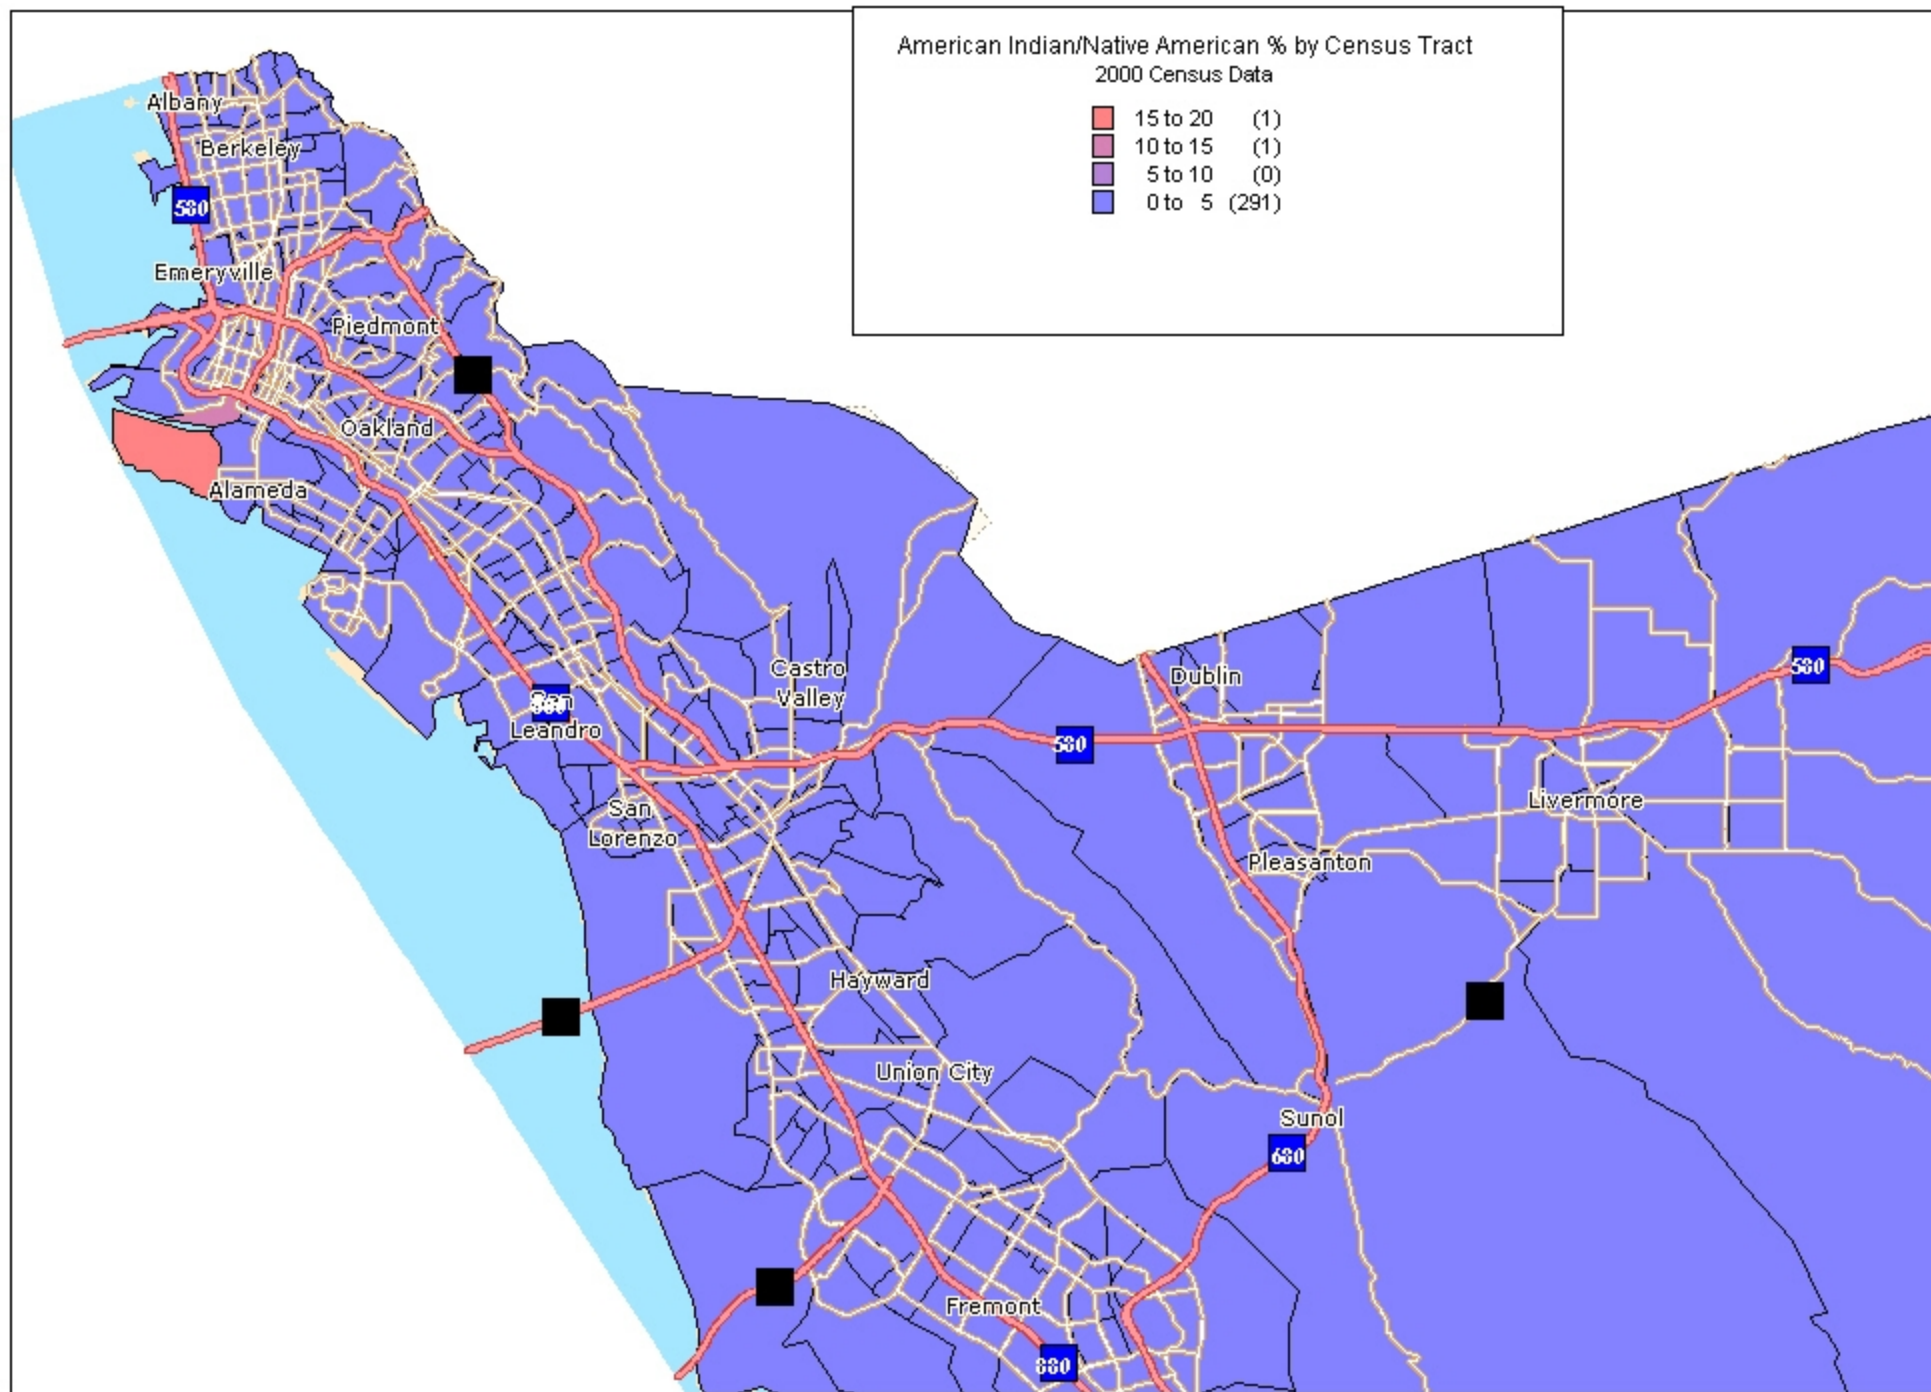 American Indian/Native American % by Census Tract
2000 Census Data
15 to 20 (1)
10 to 15 (1)
5 to 10 (0)
0 to 5 (291)
Albany
Berkeley
580
Emeryville
Piedmont
Oakland
Alameda
Castro
Valley
Dublin
580
San
Leandro
580
San
Lorenzo
Livermore
Pleasanton
Hayward
Union City
Sunol
680
Fremont
880